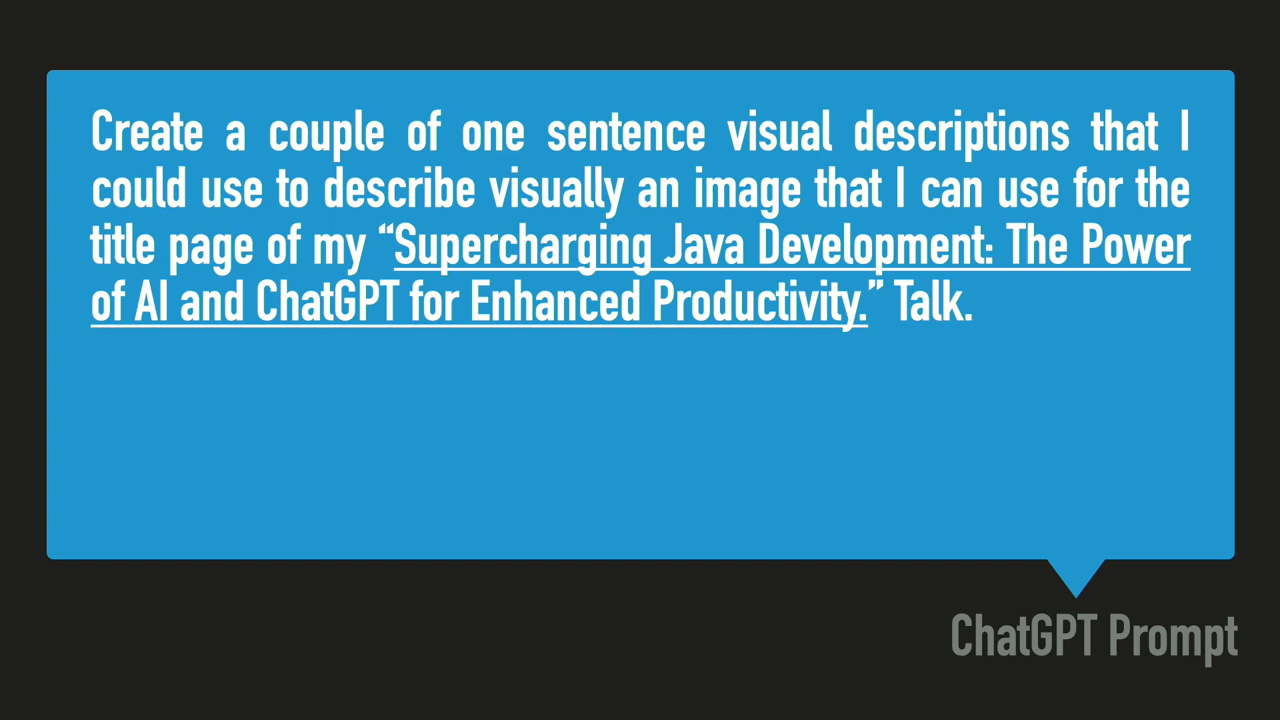 Create a couple of one sentence visual descriptions that I
could use to describe visually an image that I can use for the
title page of my “Supercharging Java Development: The Power
of AI and ChatGPT for Enhanced Productivity.” Talk.
ChatGPT Prompt